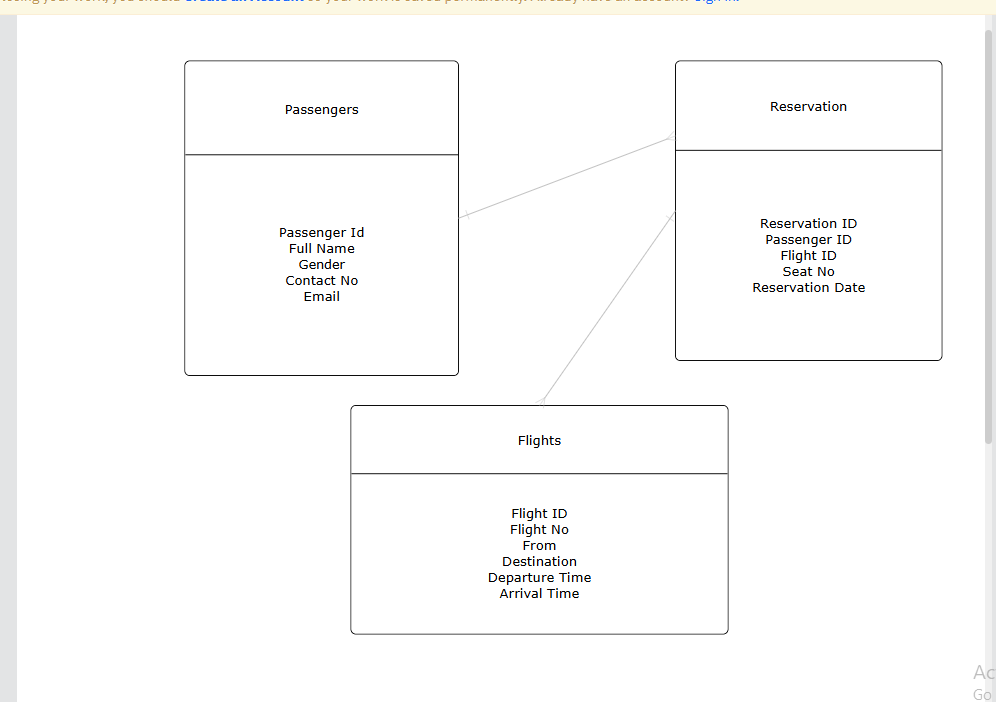 Passengers
Passenger Id
Full Name
Gender
Contact No
Email
Reservation
Reservation ID
Passenger ID
Flight ID
Seat No
Reservation Date
Flights
Flight ID
Flight No
From
Destination
Departure Time
Arrival Time
Go